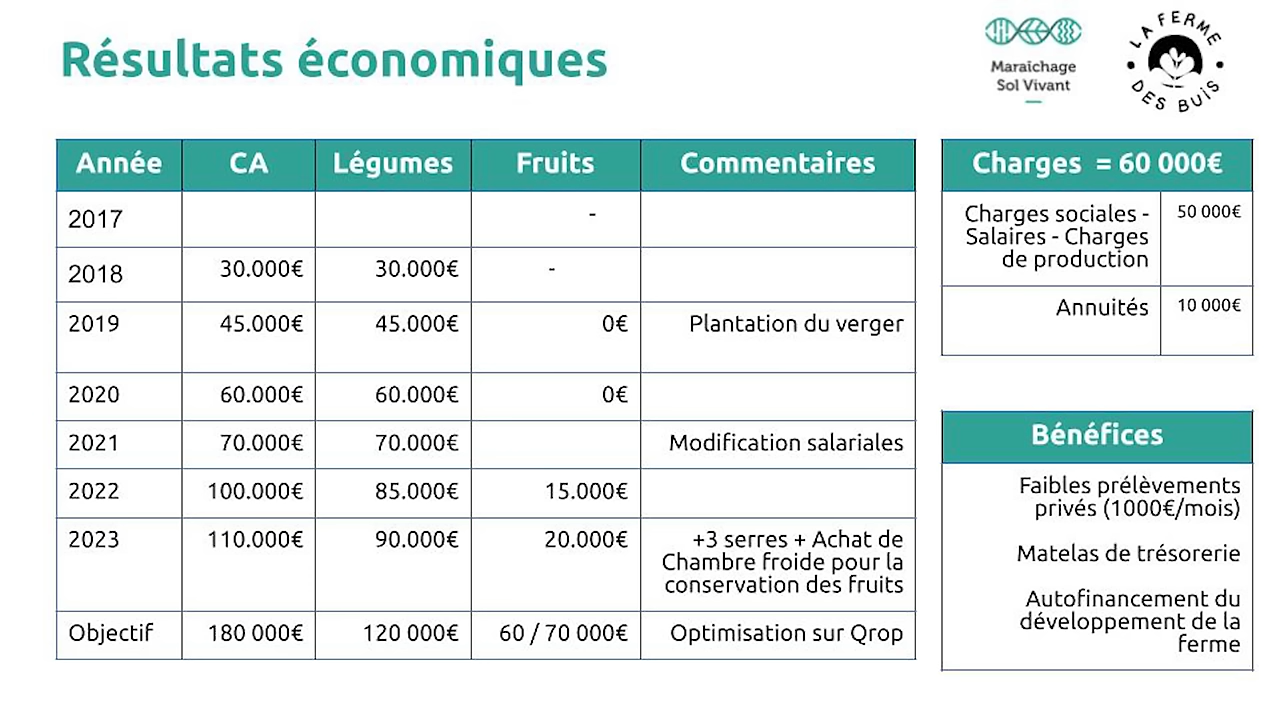 Résultats économiques
Maraîchage
Sol Vivant
LA FERME
DES BUIS
Année CA Légumes Fruits Commentaires
2017 -
2018 30.000€ 30.000€ -
2019 45.000€ 45.000€ 0€ Plantation du verger
2020 60.000€ 60.000€ 0€
2021 70.000€ 70.000€ Modification salariales
2022 100.000€ 85.000€ 15.000€
2023 110.000€ 90.000€ 20.000€ +3 serres + Achat de
Chambre froide pour la
conservation des fruits
Objectif 180 000€ 120 000€ 60 / 70 000€ Optimisation sur Qrop
Charges = 60 000€
Charges sociales - 50 000€
Salaires - Charges
de production
Annuités 10 000€
Bénéfices
Faibles prélèvements
privés (1000€/mois)
Matelas de trésorerie
Autofinancement du
développement de la
ferme